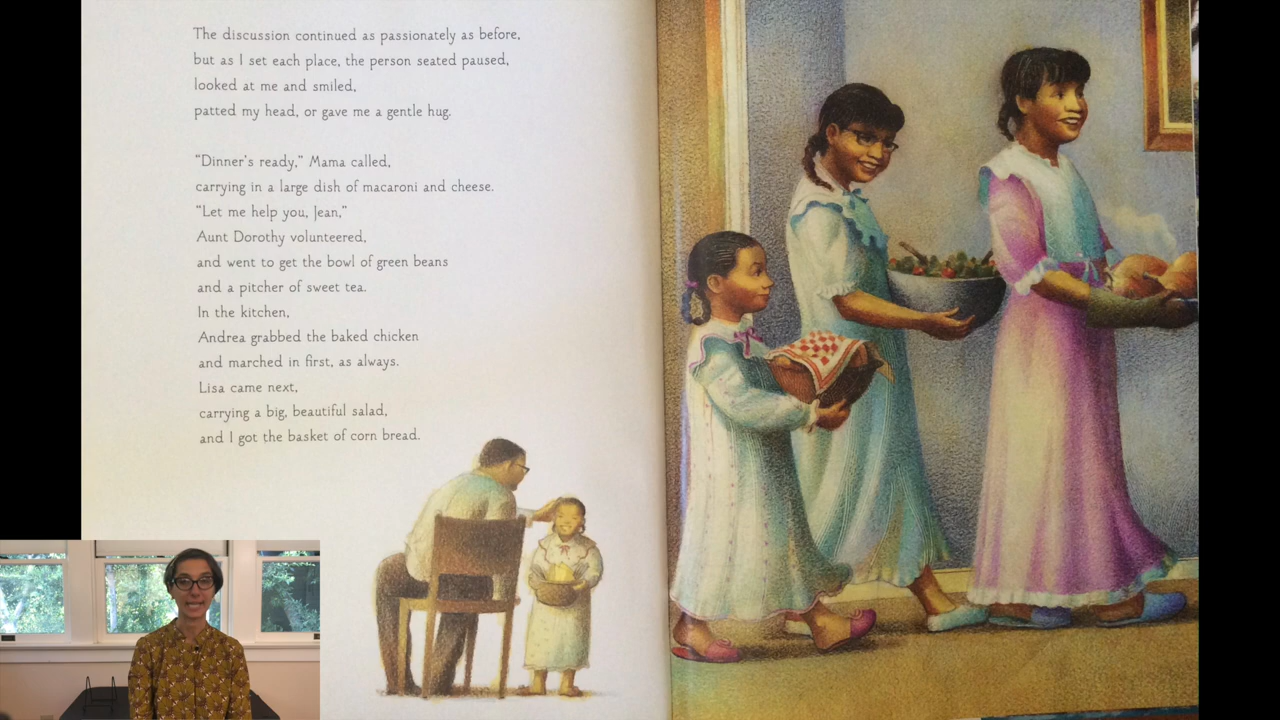 The discussion continued as passionately as before,
but as I set each place, the person seated paused,
looked at me and smiled,
patted my head, or gave me a gentle hug.
“Dinner’s ready,” Mama called,
carrying in a large dish of macaroni and cheese.
“Let me help you, Jean,”
Aunt Dorothy volunteered,
and went to get the bowl of green beans
and a pitcher of sweet tea.
In the kitchen,
Andrea grabbed the baked chicken
and marched in first, as always.
Lisa came next,
carrying a big, beautiful salad,
and I got the basket of corn bread.